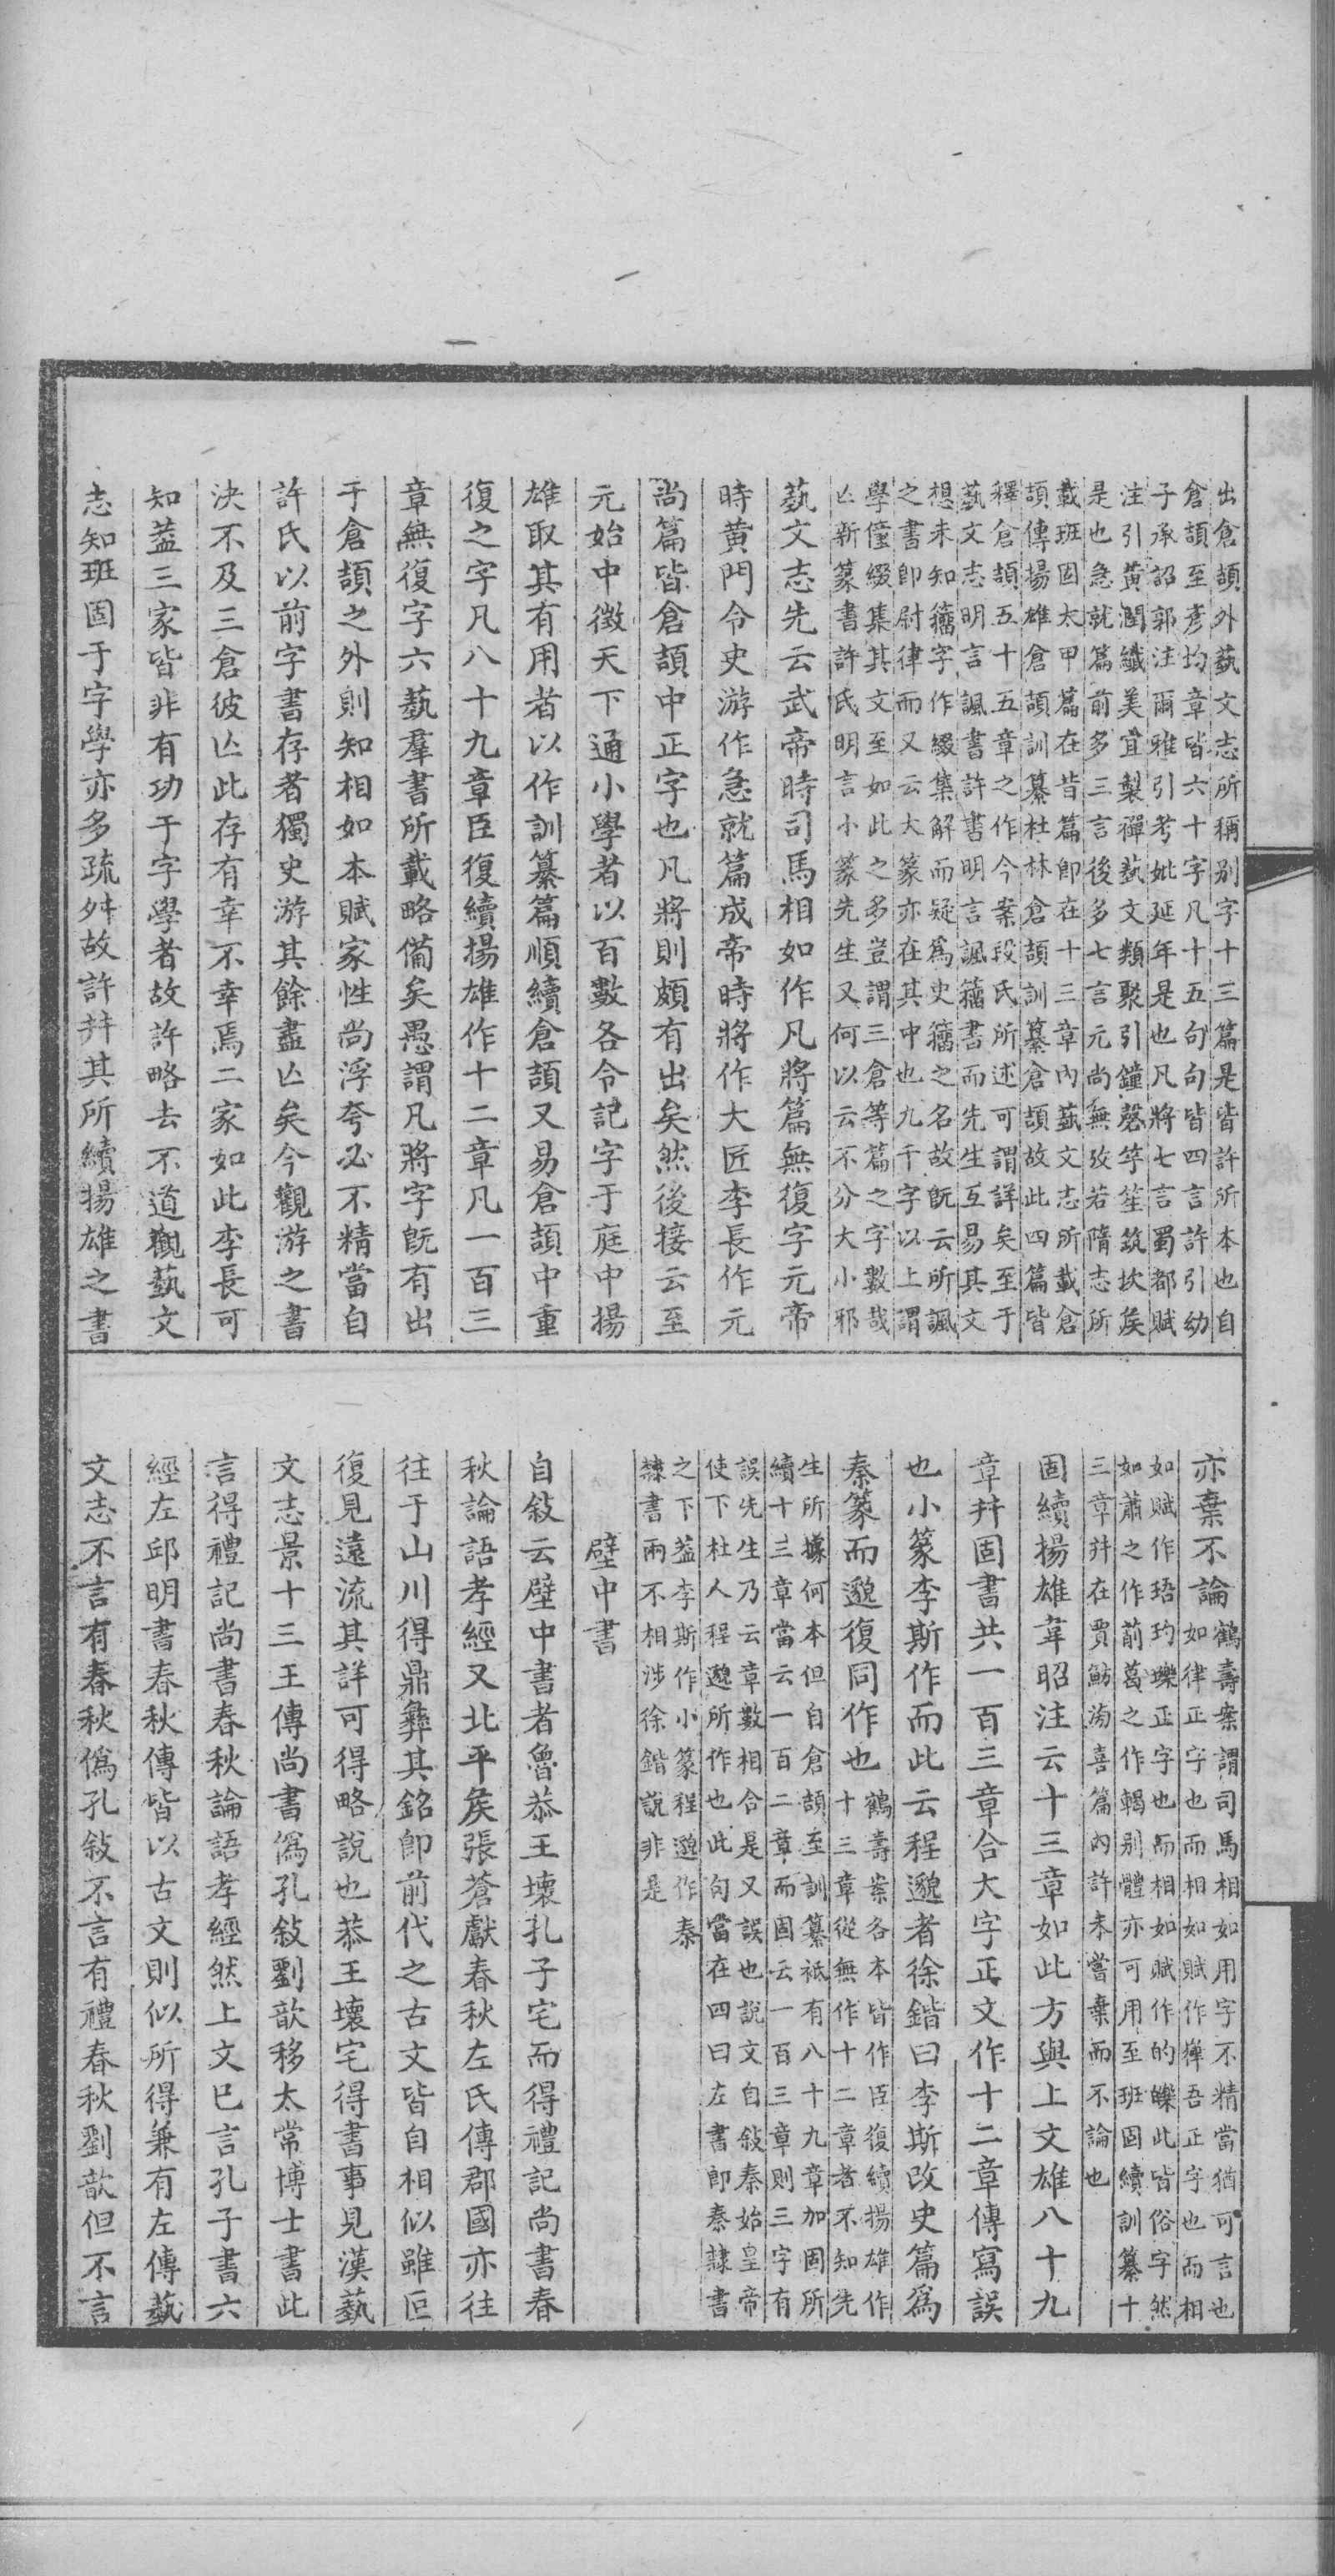 出倉頡外藝文志所稱别字十三篇是皆許所本也自
倉頡至彥均章皆六十字凡十五句句皆四言許引幼
子承詔郭注爾雅引考妣延年是也凡將七言蜀都賦
注引黃潤纖美宜製禪藝文類聚引鐘磬竽笙筑坎侯
是也急就篇前多三言後多七言元尚無攷若隋志所
載班固太甲篇在昔篇即在十三章內藝文志所載倉
頡傳揚雄倉頡訓纂杜林倉頡訓纂倉頡故此四篇皆
釋倉頡五十五章之作今案段氏所述可謂詳矣至于
藝文志明言諷書許書明言諷籀書而先生互易其文
想未知籀字作綴集解而疑爲史籀之名故旣云所諷
之書即尉律而又云大篆亦在其中也九千字以上謂
學僮綴集其文至如此之多豈謂三倉等篇之字數哉
亾新篆書許氏明言小篆先生又何以云不分大小邪
藝文志先云武帝時司馬相如作凡將篇無復字元帝
時黃門令史游作急就篇成帝時將作大匠李長作元
尚篇皆倉頡中正字也凡將則頗有出矣然後接云至
元始中徵天下通小學者以百數各令記字于庭中揚
雄取其有用者以作訓纂篇順續倉頡又易倉頡中重
復之字凡八十九章臣復續揚雄作十二章凡一百三
章無復字六藝羣書所載略備矣愚謂凡將字旣有出
于倉頡之外則知相如本賦家性尚浮夸必不精當自
許氏以前字書存者獨史游其餘盡亾矣今觀游之書
決不及三倉彼亾此存有幸不幸焉二家如此李長可
知葢三家皆非有功于字學者故許略去不道觀藝文
志知班固于字學亦多疏舛故許并其所續揚雄之書
亦棄不論鶴壽案謂司馬相如用字不精當猶可言也
如律正字也而相如賦作𤛿吾正字也而相
如賦作珸玓瓅正字也而相如賦作的皪此皆俗字然
如蕭之作萷葛之作輵别體亦可用至班固續訓纂十
三章并在賈魴滂喜篇內許未嘗棄而不論也
固續揚雄韋昭注云十三章如此方與上文雄八十九
章并固書共一百三章合大字正文作十二章傳寫誤
也小篆李斯作而此云程邈者徐鍇曰李斯改史篇爲
秦篆而邈復同作也鶴壽案各本皆作臣復續揚雄作
十三章從無作十二章者不知先
生所據何本但自倉頡至訓纂祇有八十九章加固所
續十三章當云一百二章而固云一百三章則三字有
誤先生乃云章數相合是又誤也說文自敍秦始皇帝
使下杜人程邈所作也此句當在四曰左書即秦隸書
之下葢李斯作小篆程邈作秦
隸書兩不相涉徐鍇說非是
壁中書
自敍云壁中書者魯恭王壞孔子宅而得禮記尚書春
秋論語孝經又北平矦張蒼獻春秋左氏傳郡國亦往
往于山川得鼎彝其銘卽前代之古文皆自相似雖叵
復見遠流其詳可得略說也恭王壞宅得書事見漢藝
文志景十三王傳尚書僞孔敍劉歆移太常博士書此
言得禮記尚書春秋論語孝經然上文已言孔子書六
經左邱明書春秋傳皆以古文則似所得兼有左傳藝
文志不言有春秋僞孔敍不言有禮春秋劉歆但不言